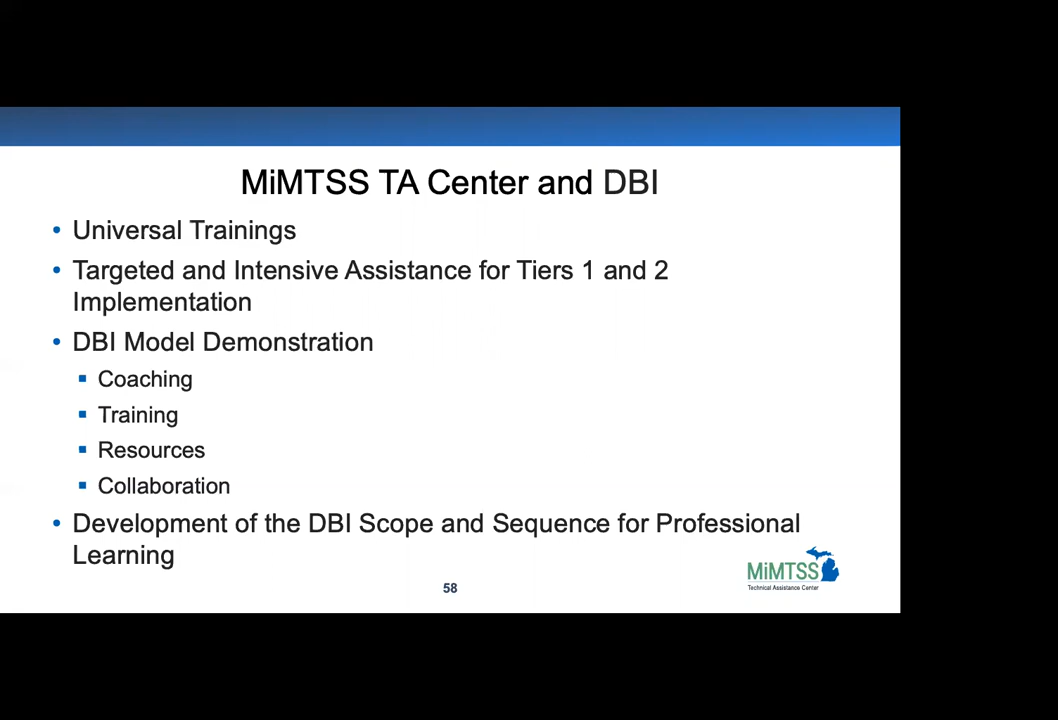 MiMTSS TA Center and DBI
• Universal Trainings
• Targeted and Intensive Assistance for Tiers 1 and 2
Implementation
• DBI Model Demonstration
▪ Coaching
▪ Training
▪ Resources
▪ Collaboration
• Development of the DBI Scope and Sequence for Professional
Learning
58
MiMTSS
Technical Assistance Center